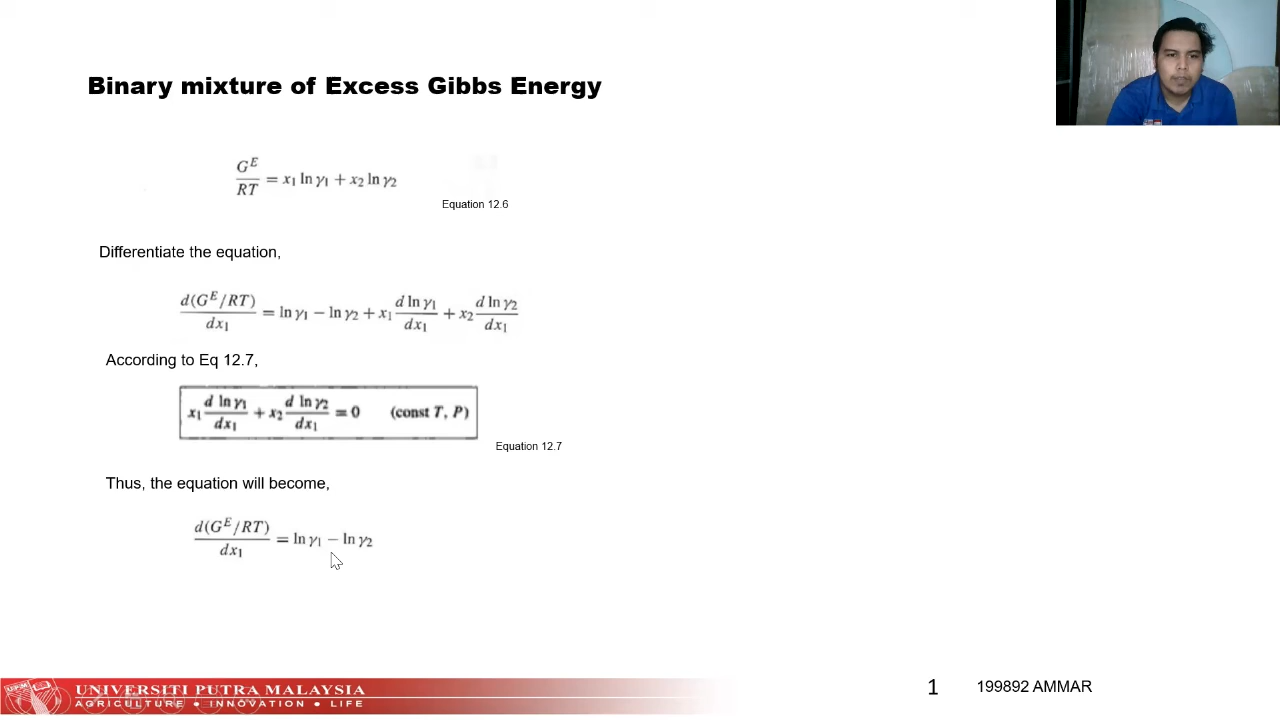 Binary mixture of Excess Gibbs Energy
G^E/RT = x₁ ln γ₁ + x₂ ln γ₂
Equation 12.6
Differentiate the equation,
d(G^E/RT)/dx₁ = ln γ₁ − ln γ₂ + x₁ d ln γ₁/dx₁ + x₂ d ln γ₂/dx₁
According to Eq 12.7,
x₁ d ln γ₁/dx₁ + x₂ d ln γ₂/dx₁ = 0 (const T, P)
Equation 12.7
Thus, the equation will become,
d(G^E/RT)/dx₁ = ln γ₁ − ln γ₂
UNIVERSITI PUTRA MALAYSIA
AGRICULTURE • INNOVATION • LIFE
1
199892 AMMAR